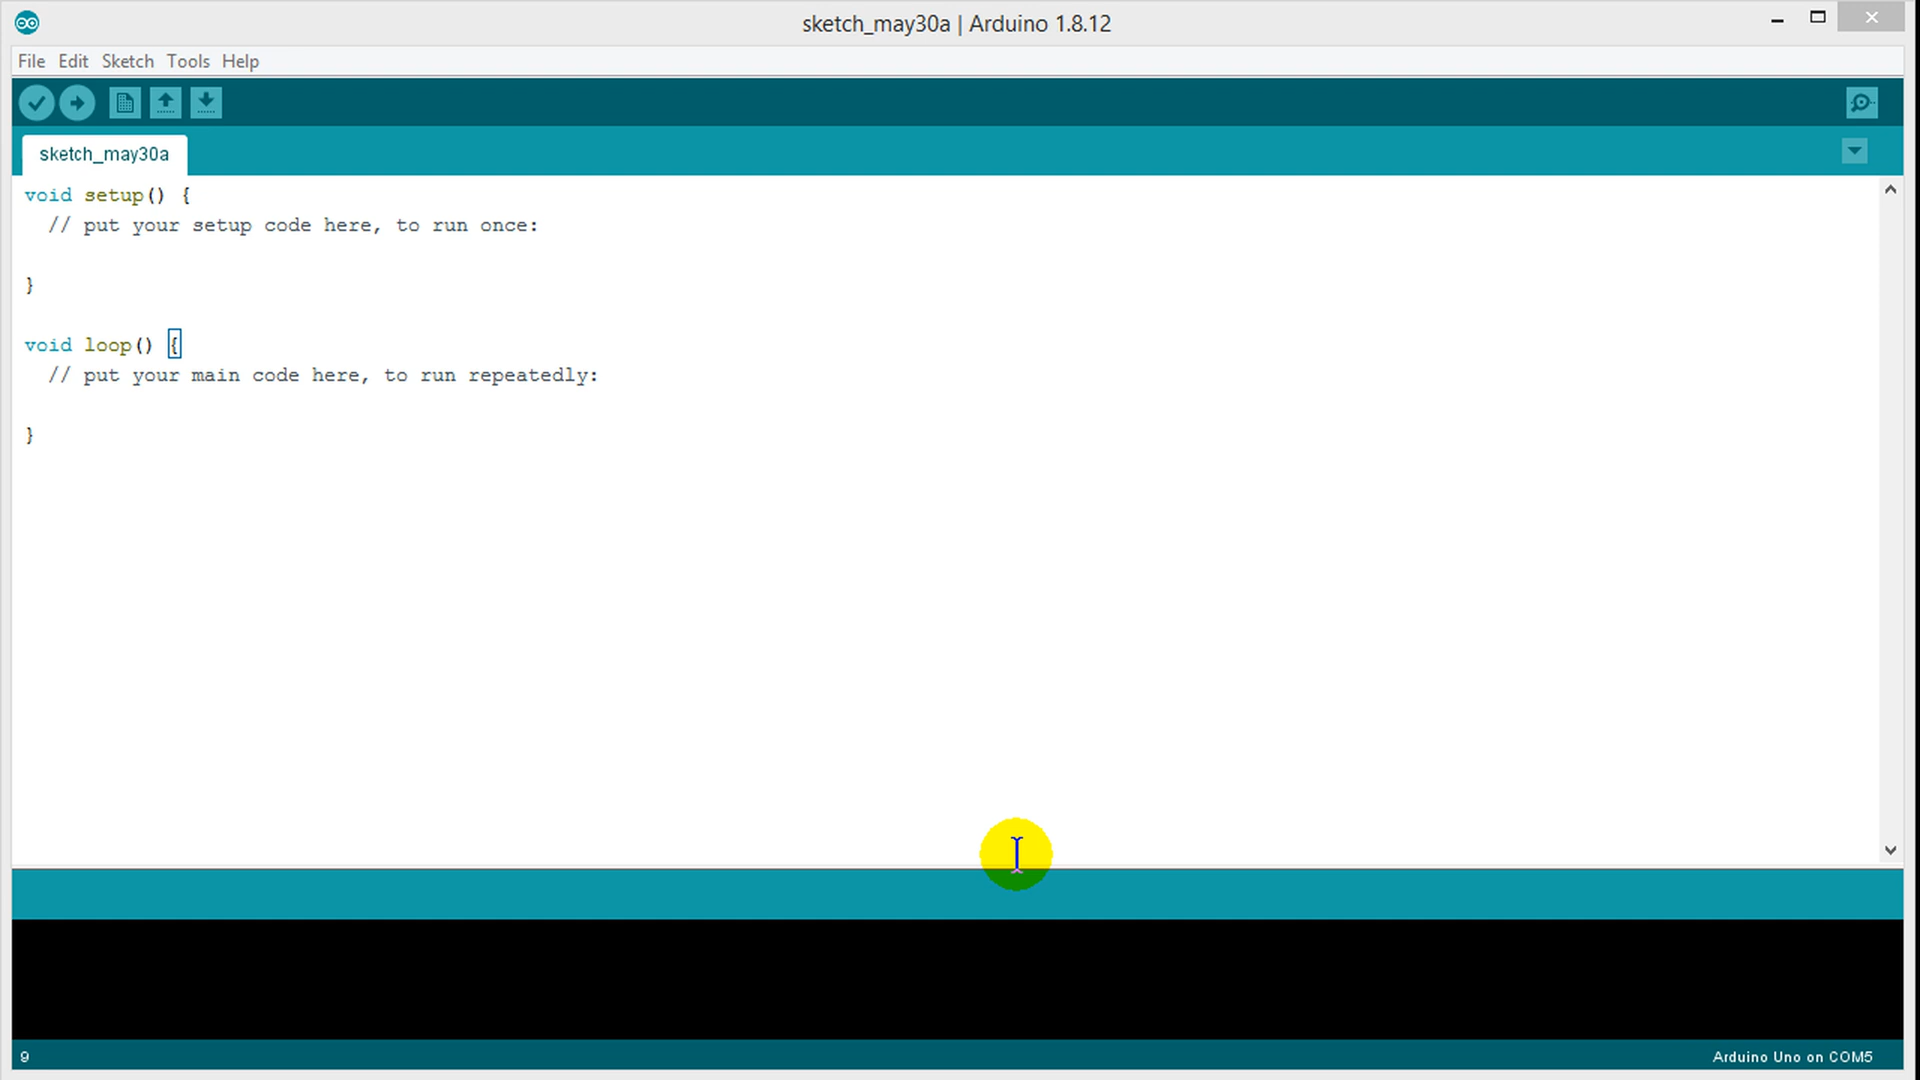 sketch_may30a | Arduino 1.8.12
File Edit Sketch Tools Help
sketch_may30a
void setup() {
  // put your setup code here, to run once:
}
void loop() {
  // put your main code here, to run repeatedly:
}
9
Arduino Uno on COM5